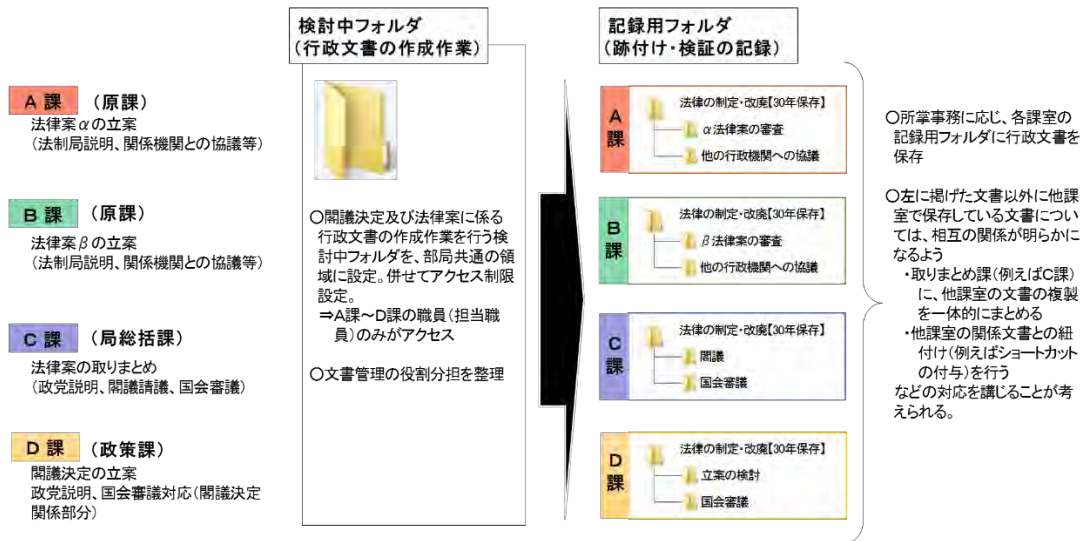 検討中フォルダ
(行政文書の作成作業)
記録用フォルダ
(跡付け・検証の記録)
A課 (原課)
法律案αの立案
(法制局説明、関係機関との協議等)
B課 (原課)
法律案βの立案
(法制局説明、関係機関との協議等)
C課 (局総括課)
法律案の取りまとめ
(政党説明、閣議請議、国会審議)
D課 (政策課)
閣議決定の立案
政党説明、国会審議対応(閣議決定
関係部分)
○閣議決定及び法律案に係る
行政文書の作成作業を行う検
討中フォルダを、部局共通の領
域に設定。併せてアクセス制限
設定。
⇒A課~D課の職員(担当職
員)のみがアクセス
○文書管理の役割分担を整理
A課
法律の制定・改廃【30年保存】
α法律案の審査
他の行政機関への協議
B課
法律の制定・改廃【30年保存】
β法律案の審査
他の行政機関への協議
C課
法律の制定・改廃【30年保存】
閣議
国会審議
D課
法律の制定・改廃【30年保存】
立案の検討
国会審議
○所掌事務に応じ、各課室の
記録用フォルダに行政文書を
保存
○左に掲げた文書以外に他課
室で保存している文書につい
ては、相互の関係が明らかに
なるよう
・取りまとめ課(例えばC課)
に、他課室の文書の複製
を一体的にまとめる
・他課室の関係文書との紐
付け(例えばショートカット
の付与)を行う
などの対応を講じることが考
えられる。